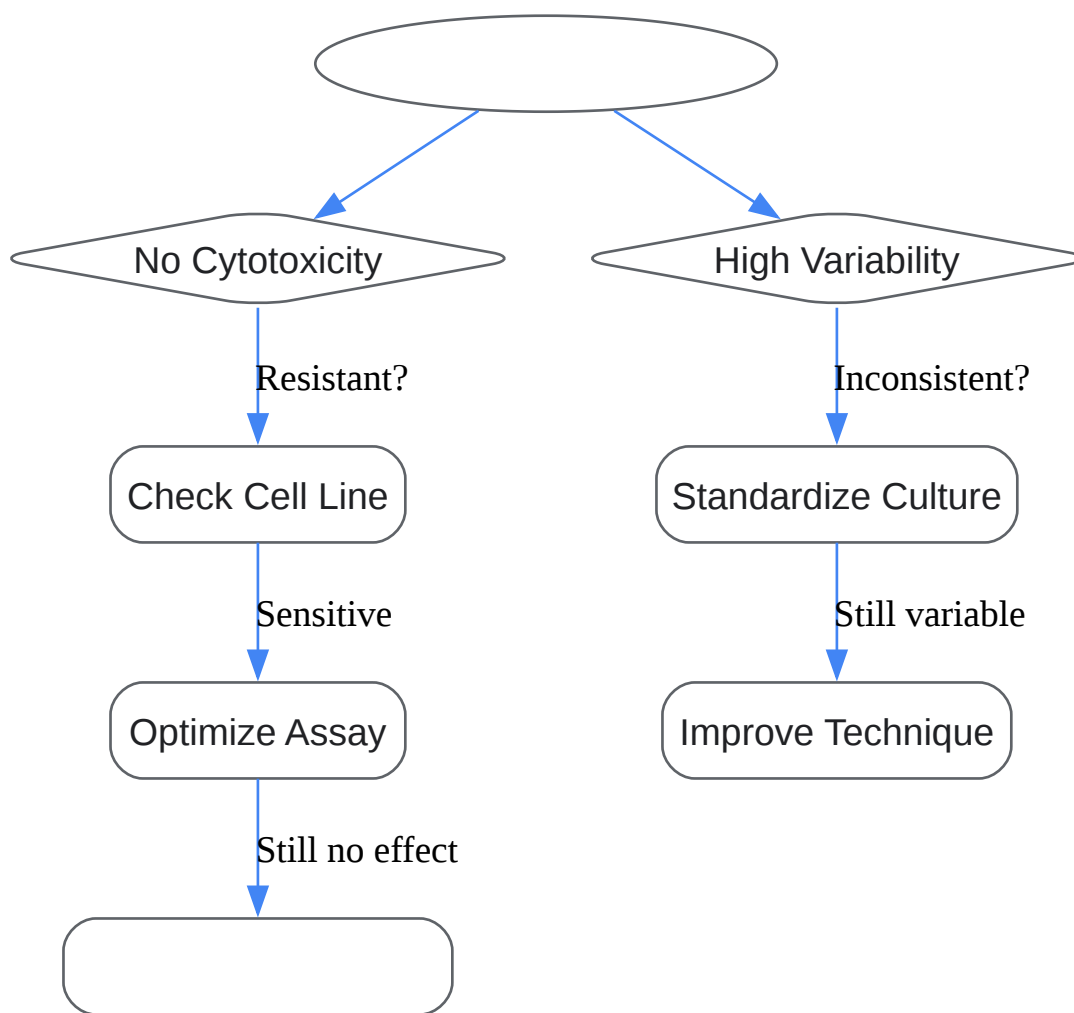 No Cytotoxicity
High Variability
Resistant?
Inconsistent?
Check Cell Line
Standardize Culture
Sensitive
Still variable
Optimize Assay
Improve Technique
Still no effect